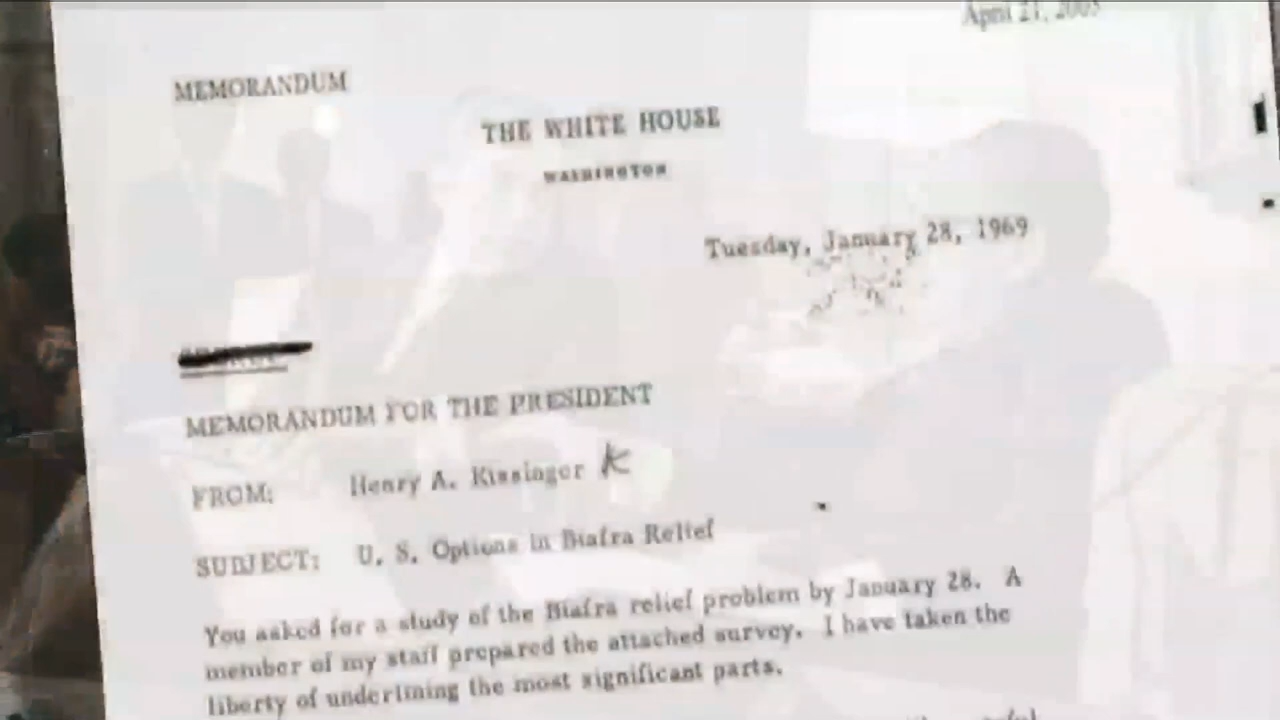 April 21, 2005
MEMORANDUM
THE WHITE HOUSE
WASHINGTON
Tuesday, January 28, 1969
MEMORANDUM FOR THE PRESIDENT
FROM: Henry A. Kissinger K
SUBJECT: U. S. Options in Biafra Relief
You asked for a study of the Biafra relief problem by January 28. A
member of my staff prepared the attached survey. I have taken the
liberty of underlining the most significant parts.